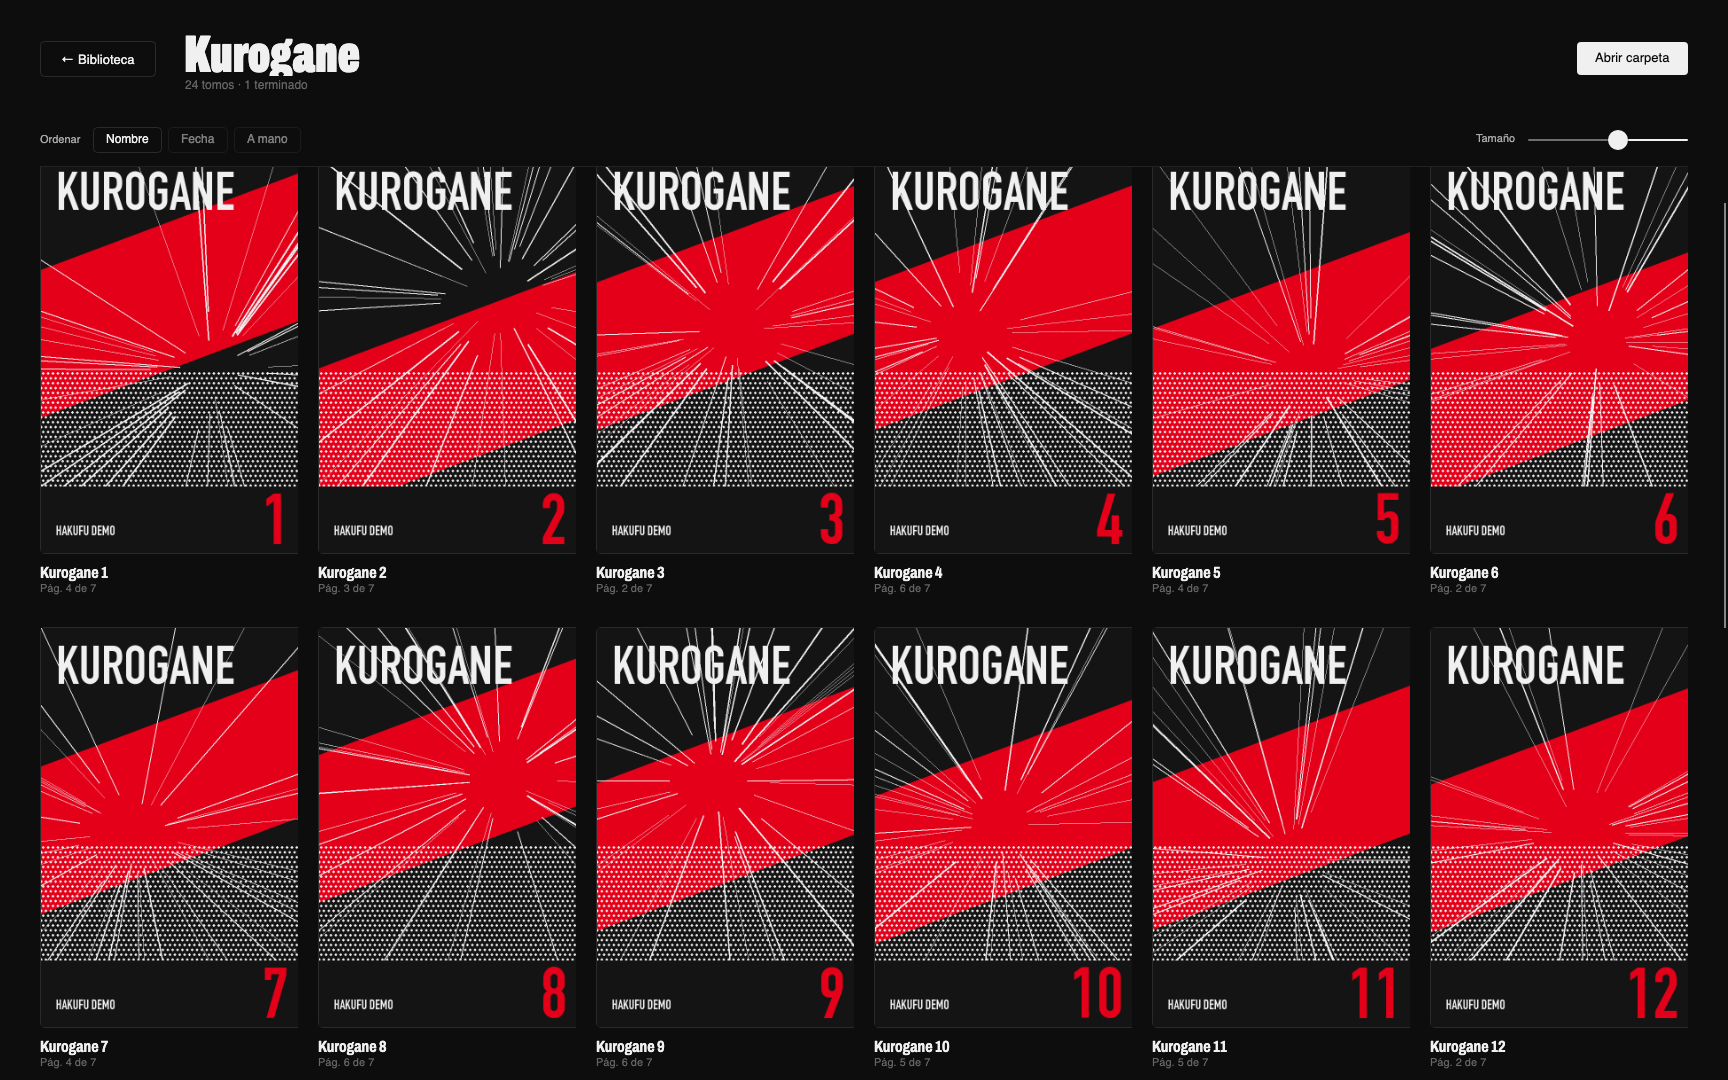 ← Biblioteca
Kurogane
24 tomos · 1 terminado
Abrir carpeta
Ordenar
Nombre
Fecha
A mano
Tamaño
KUROGANE
HAKUFU DEMO
1
Kurogane 1
Pág. 4 de 7
KUROGANE
HAKUFU DEMO
2
Kurogane 2
Pág. 3 de 7
KUROGANE
HAKUFU DEMO
3
Kurogane 3
Pág. 2 de 7
KUROGANE
HAKUFU DEMO
4
Kurogane 4
Pág. 6 de 7
KUROGANE
HAKUFU DEMO
5
Kurogane 5
Pág. 4 de 7
KUROGANE
HAKUFU DEMO
6
Kurogane 6
Pág. 2 de 7
KUROGANE
HAKUFU DEMO
7
Kurogane 7
Pág. 4 de 7
KUROGANE
HAKUFU DEMO
8
Kurogane 8
Pág. 6 de 7
KUROGANE
HAKUFU DEMO
9
Kurogane 9
Pág. 6 de 7
KUROGANE
HAKUFU DEMO
10
Kurogane 10
Pág. 5 de 7
KUROGANE
HAKUFU DEMO
11
Kurogane 11
Pág. 5 de 7
KUROGANE
HAKUFU DEMO
12
Kurogane 12
Pág. 2 de 7